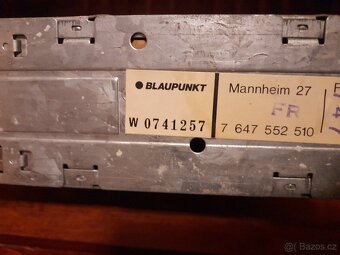 BLAUPUNKT
W 0741257
Mannheim 27
FR
7 647 552 510
© Bazos.cz